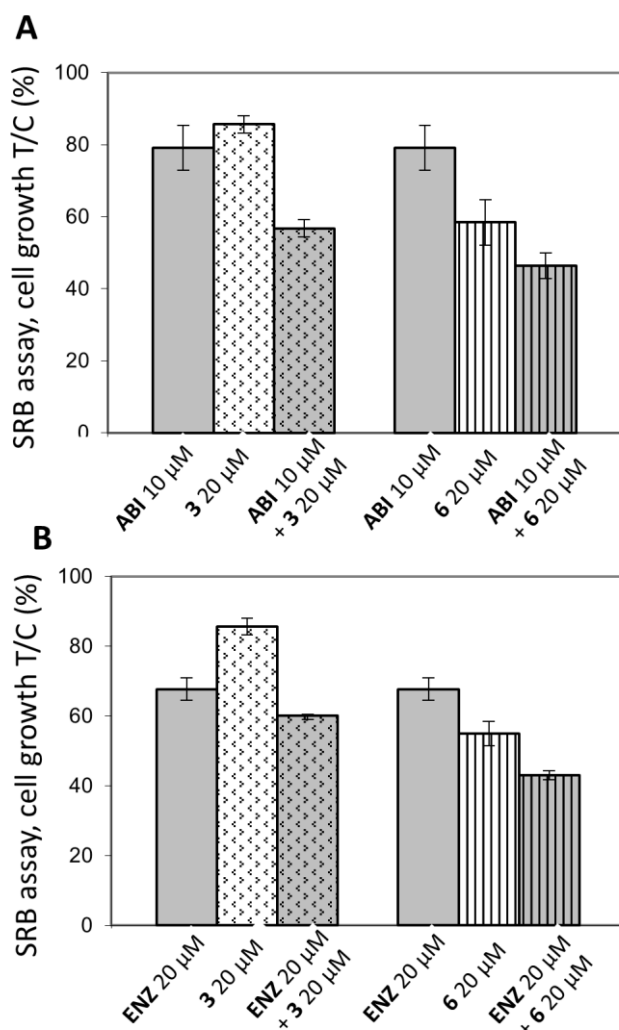 A
SRB assay, cell growth T/C (%)
100
80
60
40
20
0
ABI 10 µM
3 20 µM
ABI 10 µM
+ 3 20 µM
ABI 10 µM
6 20 µM
ABI 10 µM
+ 6 20 µM
B
SRB assay, cell growth T/C (%)
100
80
60
40
20
0
ENZ 20 µM
3 20 µM
ENZ 20 µM
+ 3 20 µM
ENZ 20 µM
6 20 µM
ENZ 20 µM
+ 6 20 µM